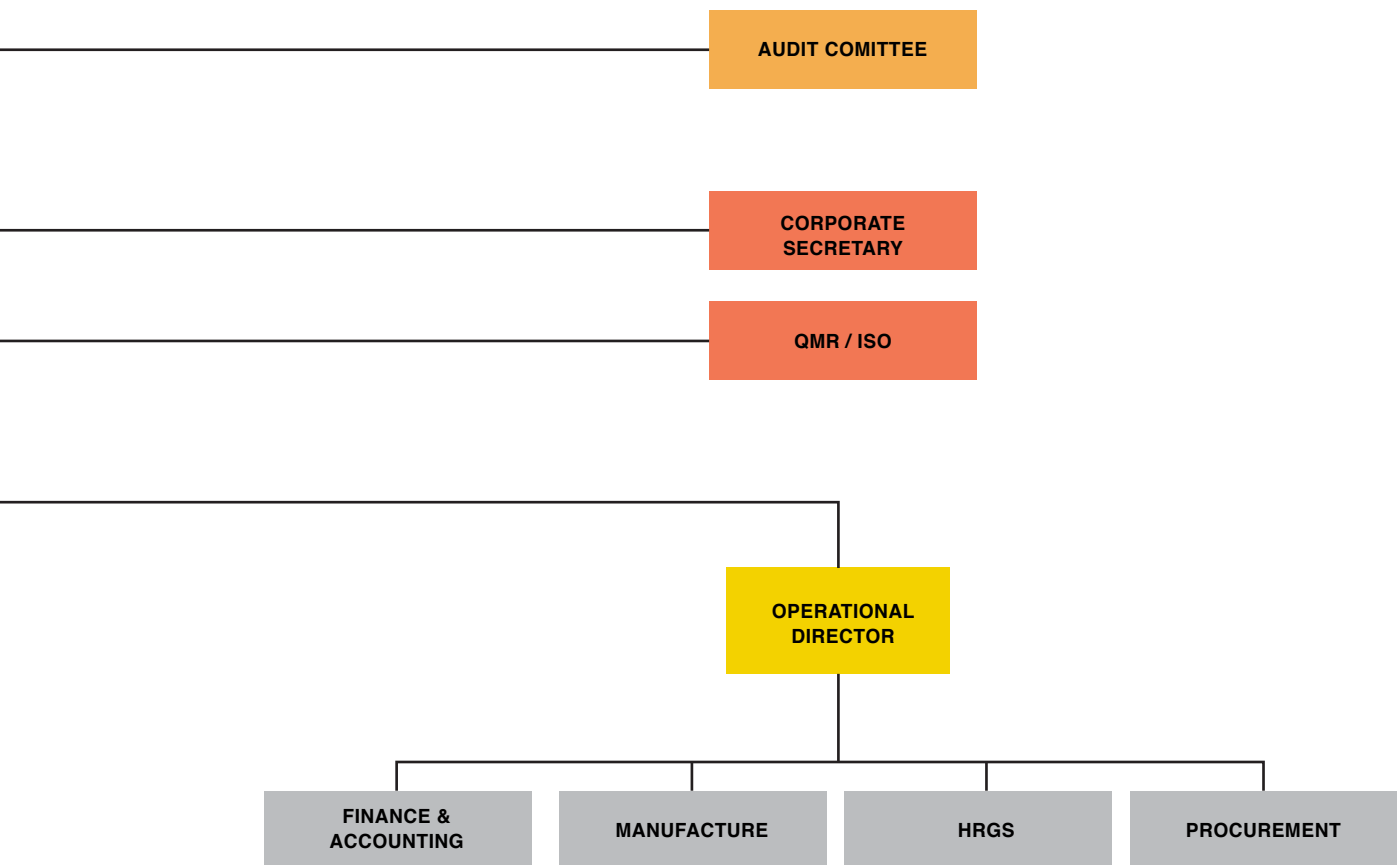 AUDIT COMITTEE
CORPORATE
SECRETARY
QMR / ISO
OPERATIONAL
DIRECTOR
FINANCE &
ACCOUNTING
MANUFACTURE
HRGS
PROCUREMENT